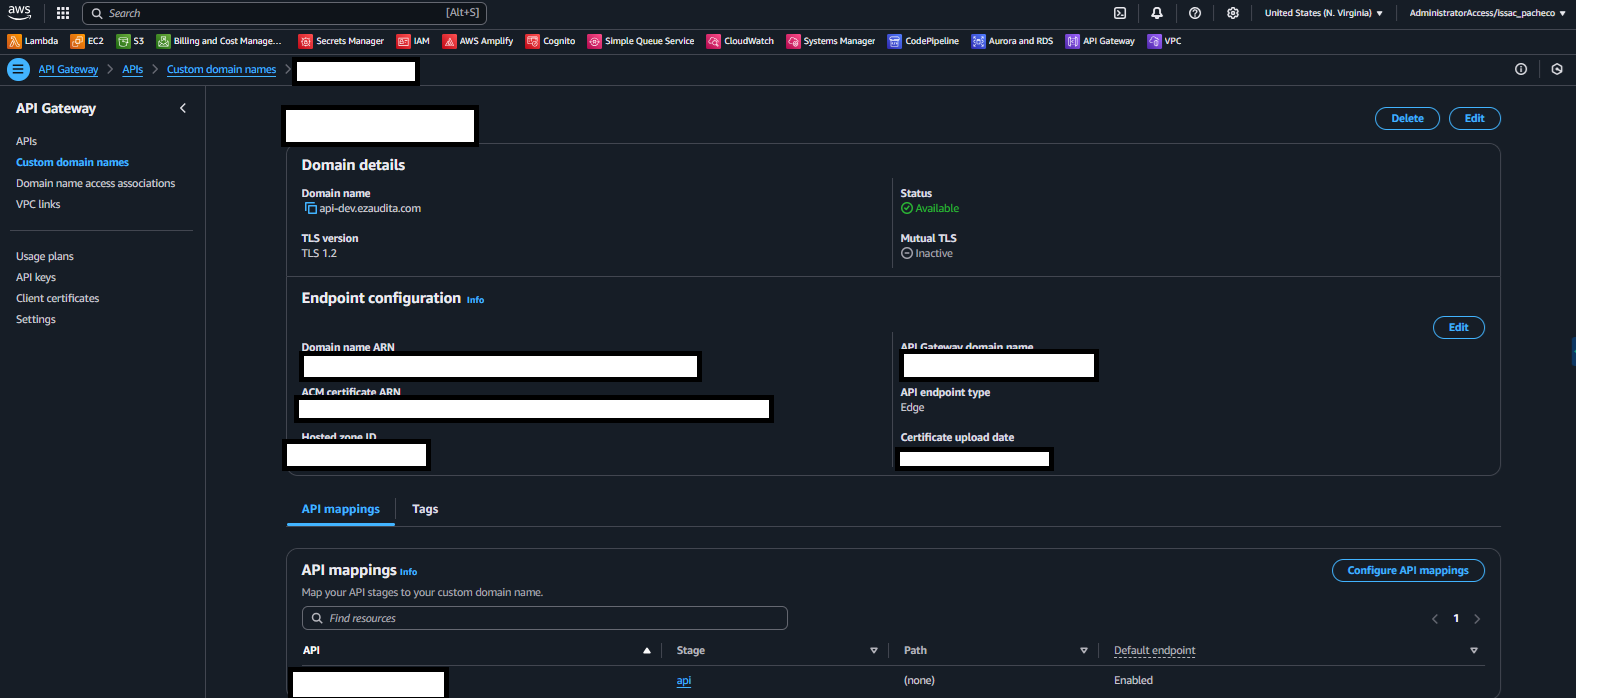 aws
Search [Alt+S] United States (N. Virginia) AdministratorAccess/issac_pacheco
Lambda EC2 S3 Billing and Cost Manage... Secrets Manager IAM AWS Amplify Cognito Simple Queue Service CloudWatch Systems Manager CodePipeline Aurora and RDS API Gateway VPC
API Gateway > APIs > Custom domain names >
API Gateway
APIs
Custom domain names
Domain name access associations
VPC links
Usage plans
API keys
Client certificates
Settings
Delete Edit
Domain details
Domain name
api-dev.ezaudita.com
Status
Available
TLS version
TLS 1.2
Mutual TLS
Inactive
Endpoint configuration Info
Edit
Domain name ARN
API Gateway domain name
ACM certificate ARN
API endpoint type
Edge
Hosted zone ID
Certificate upload date
API mappings Tags
API mappings Info
Configure API mappings
Map your API stages to your custom domain name.
Find resources
1
API Stage Path Default endpoint
api (none) Enabled